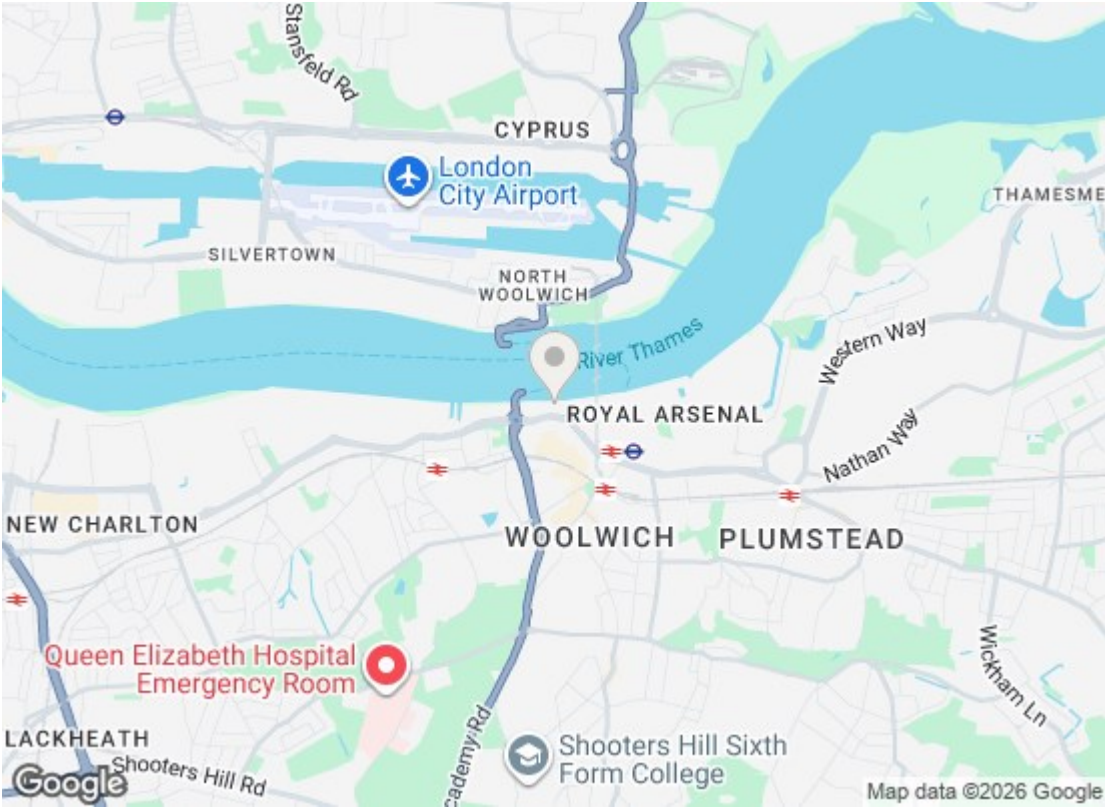 Stansfeld Rd
CYPRUS
London
City Airport
THAMESME
SILVERTOWN
NORTH
WOOLWICH
River Thames
Western Way
ROYAL ARSENAL
Nathan Way
NEW CHARLTON
WOOLWICH
PLUMSTEAD
Queen Elizabeth Hospital
Emergency Room
Wickham Ln
LACKHEATH
Shooters Hill Rd
cademy Rd
Shooters Hill Sixth
Form College
Google
Map data ©2026 Google